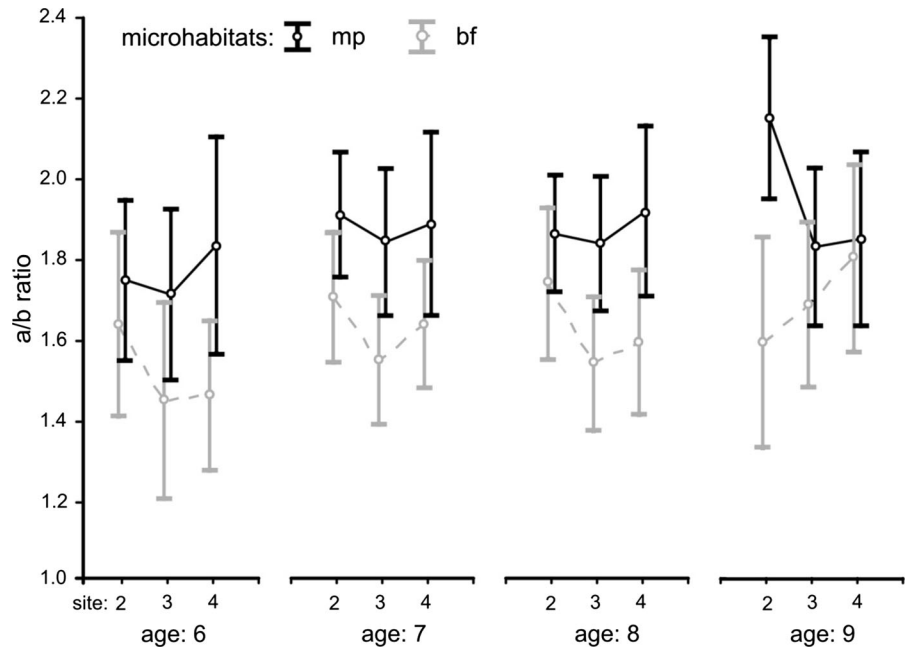 2.4
microhabitats: mp bf
2.2
2.0
1.8
1.6
1.4
1.2
1.0
a/b ratio
site: 2 3 4 2 3 4 2 3 4 2 3 4
age: 6 age: 7 age: 8 age: 9